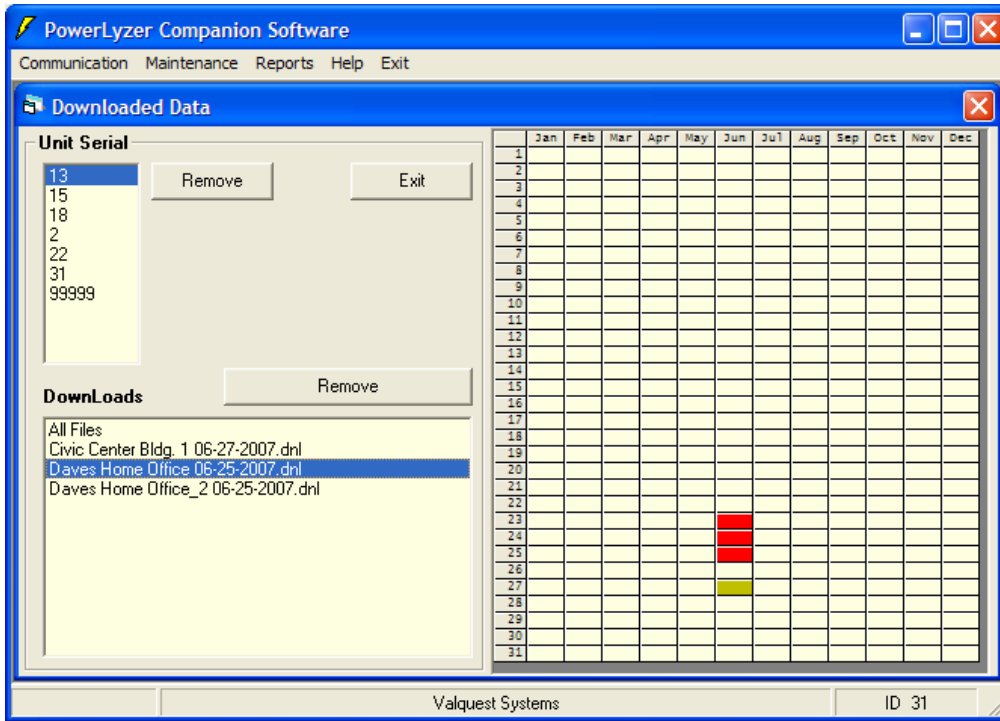 PowerLyzer Companion Software
Communication Maintenance Reports Help Exit
Downloaded Data
Unit Serial
13
15
18
2
22
31
99999
Remove
Exit
DownLoads
Remove
All Files
Civic Center Bldg. 1 06-27-2007.dnl
Daves Home Office 06-25-2007.dnl
Daves Home Office_2 06-25-2007.dnl
Jan Feb Mar Apr May Jun Jul Aug Sep Oct Nov Dec
1
2
3
4
5
6
7
8
9
10
11
12
13
14
15
16
17
18
19
20
21
22
23
24
25
26
27
28
29
30
31
Valquest Systems
ID 31